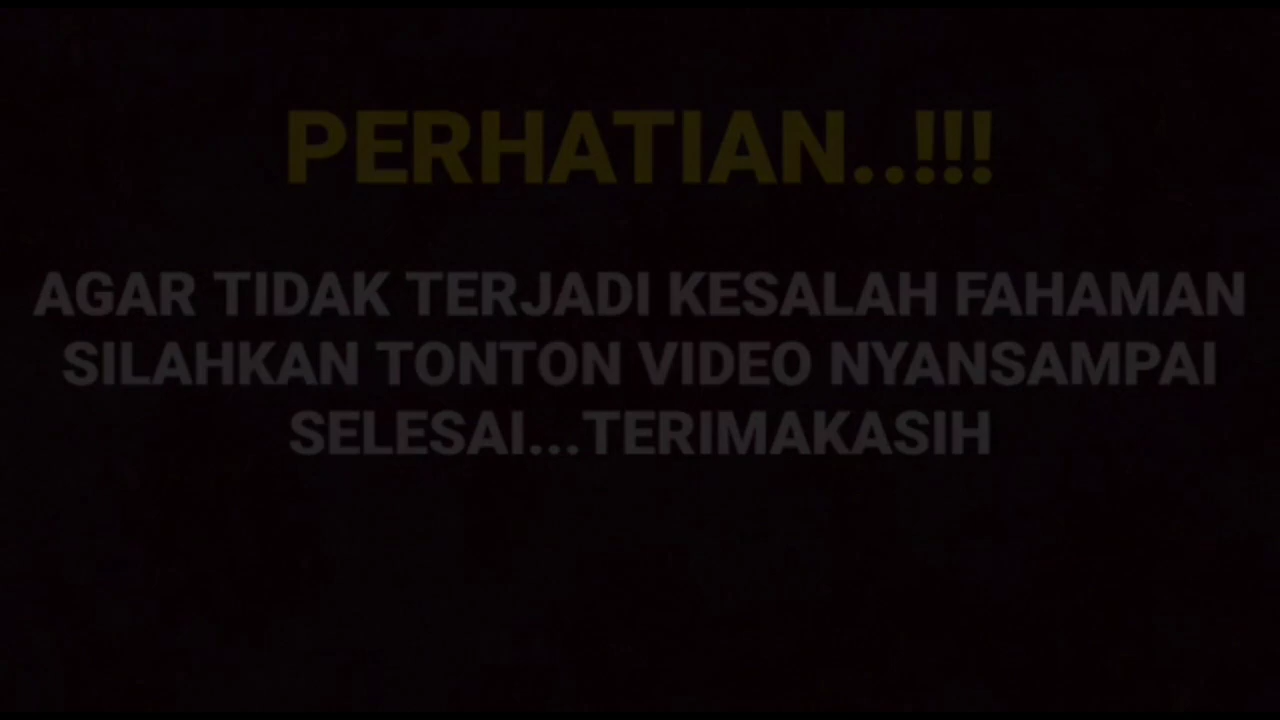 PERHATIAN..!!!
AGAR TIDAK TERJADI KESALAH FAHAMAN
SILAHKAN TONTON VIDEO NYANSAMPAI
SELESAI...TERIMAKASIH